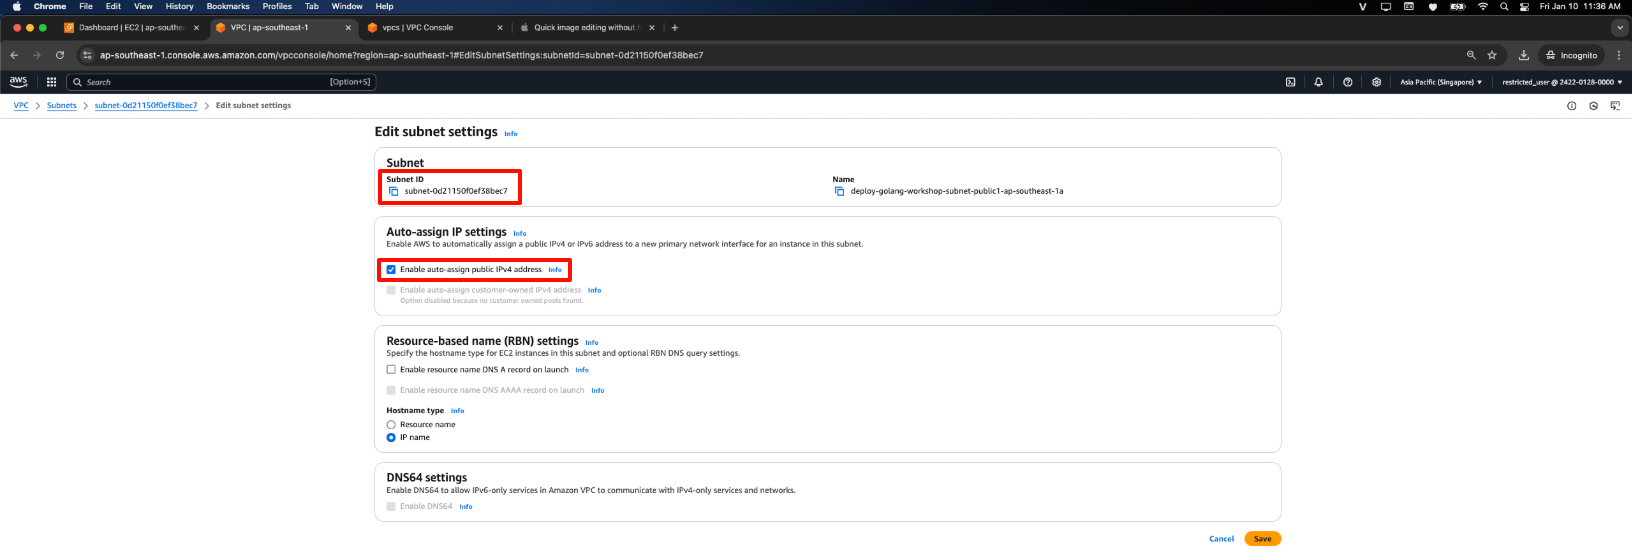 Chrome File Edit View History Bookmarks Profiles Tab Window Help Fri Jan 10 11:36 AM
Dashboard | EC2 | ap-southea VPC | ap-southeast-1 vpcs | VPC Console Quick image editing without
ap-southeast-1.console.aws.amazon.com/vpcconsole/home?region=ap-southeast-1#EditSubnetSettings:subnetId=subnet-0d21150f0ef38bec7 Incognito
aws Search [Option+S] Asia Pacific (Singapore) restricted_user @ 2422-0128-0000
VPC > Subnets > subnet-0d21150f0ef38bec7 > Edit subnet settings
Edit subnet settings Info
Subnet
Subnet ID Name
subnet-0d21150f0ef38bec7 deploy-golang-workshop-subnet-public1-ap-southeast-1a
Auto-assign IP settings Info
Enable AWS to automatically assign a public IPv4 or IPv6 address to a new primary network interface for an instance in this subnet.
Enable auto-assign public IPv4 address Info
Enable auto-assign customer-owned IPv4 address Info
Option disabled because no customer owned pools found.
Resource-based name (RBN) settings Info
Specify the hostname type for EC2 instances in this subnet and optional RBN DNS query settings.
Enable resource name DNS A record on launch Info
Enable resource name DNS AAAA record on launch Info
Hostname type Info
Resource name
IP name
DNS64 settings
Enable DNS64 to allow IPv6-only services in Amazon VPC to communicate with IPv4-only services and networks.
Enable DNS64 Info
Cancel Save